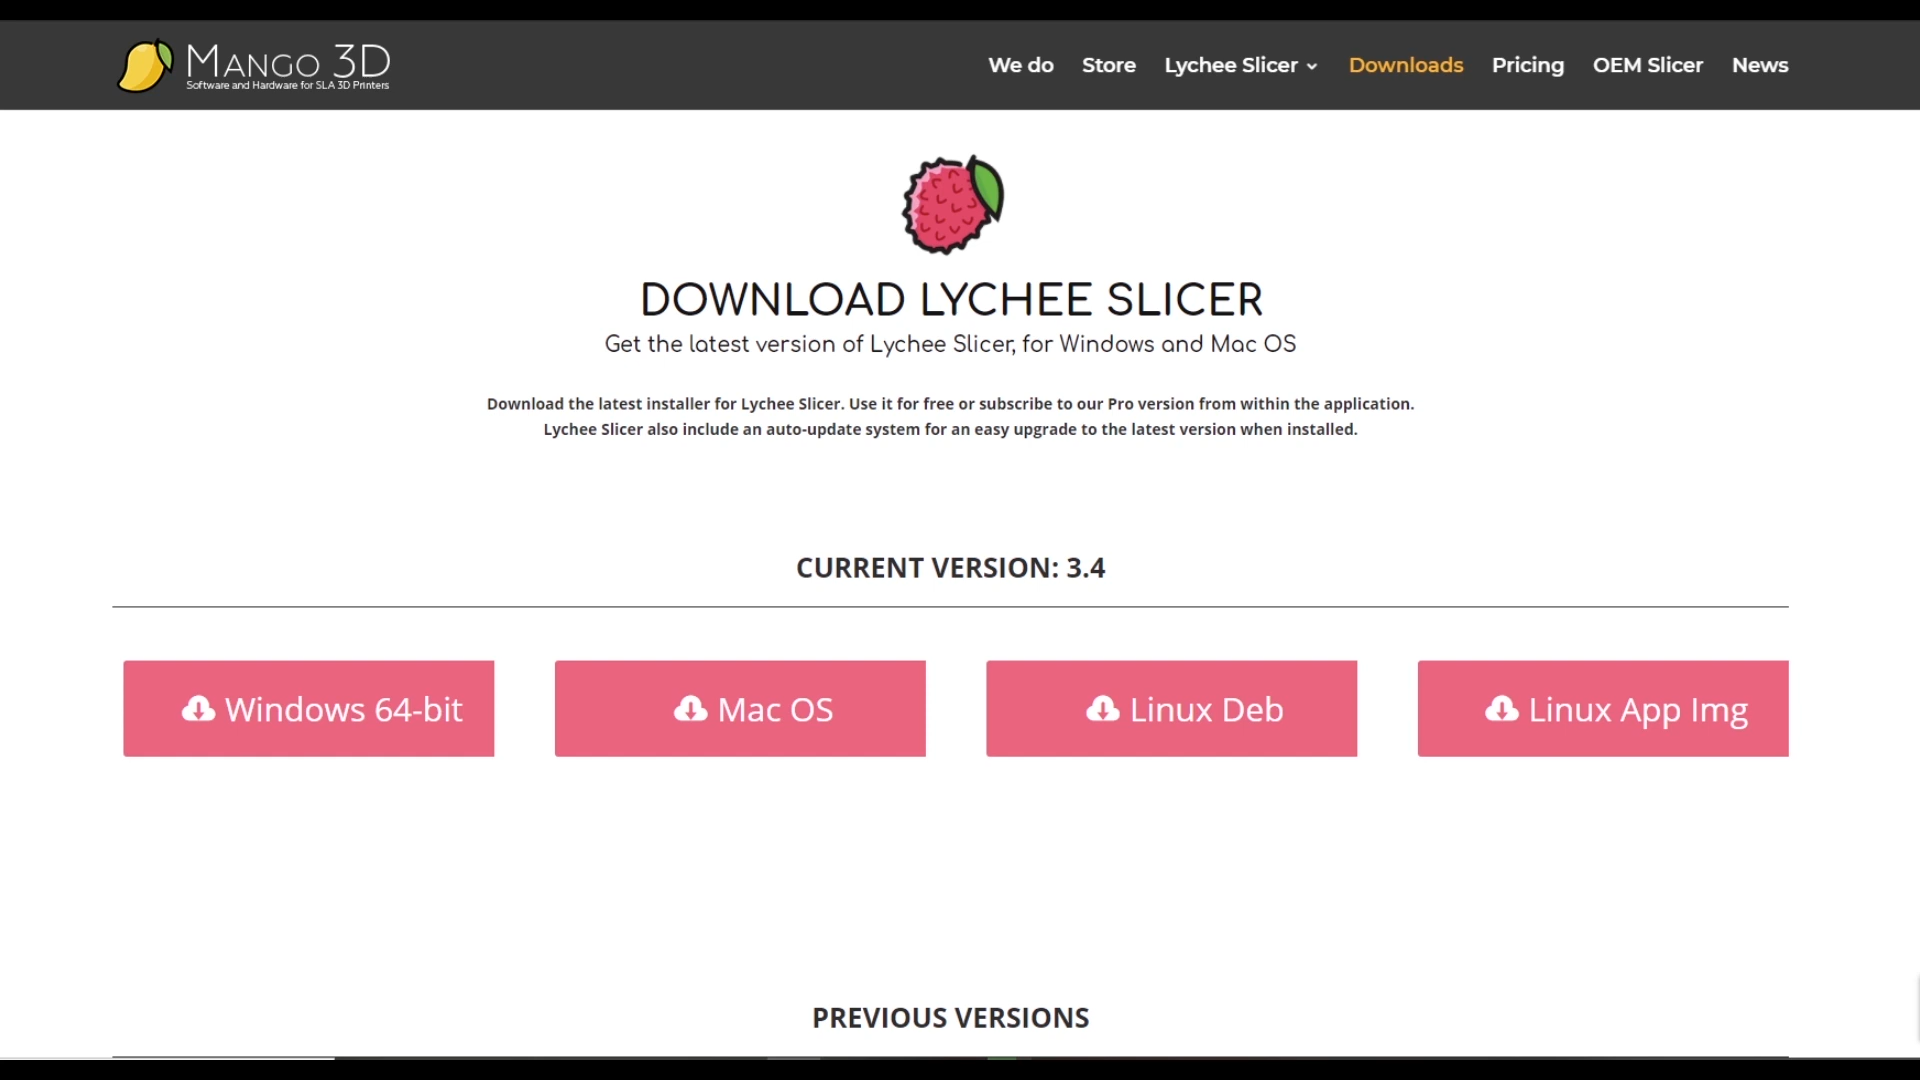 MANGO 3D
Software and Hardware for SLA 3D Printers
We do Store Lychee Slicer Downloads Pricing OEM Slicer News
DOWNLOAD LYCHEE SLICER
Get the latest version of Lychee Slicer, for Windows and Mac OS
Download the latest installer for Lychee Slicer. Use it for free or subscribe to our Pro version from within the application.
Lychee Slicer also include an auto-update system for an easy upgrade to the latest version when installed.
CURRENT VERSION: 3.4
Windows 64-bit Mac OS Linux Deb Linux App Img
PREVIOUS VERSIONS